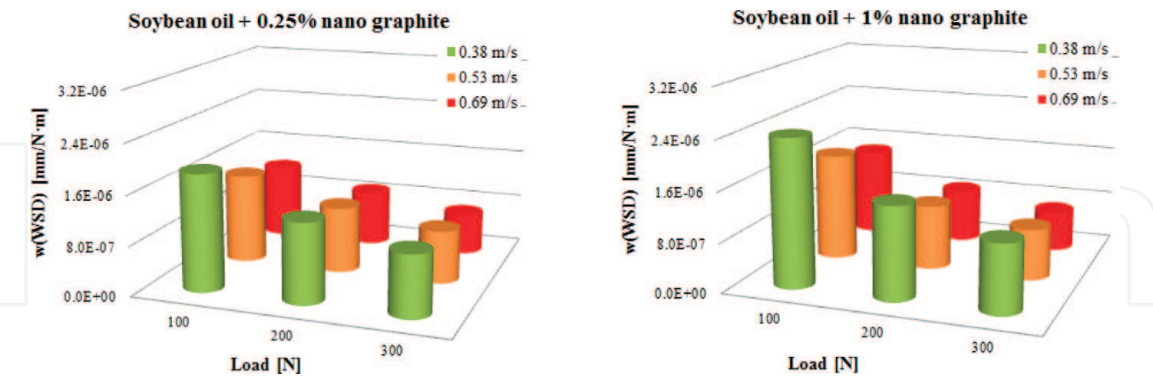 Soybean oil + 0.25% nano graphite
0.38 m/s
0.53 m/s
0.69 m/s
w(WSD) [mm/N·m]
3.2E-06
2.4E-06
1.6E-06
8.0E-07
0.0E+00
100
200
300
Load [N]
Soybean oil + 1% nano graphite
0.38 m/s
0.53 m/s
0.69 m/s
w(WSD) [mm/N·m]
3.2E-06
2.4E-06
1.6E-06
8.0E-07
0.0E+00
100
200
300
Load [N]